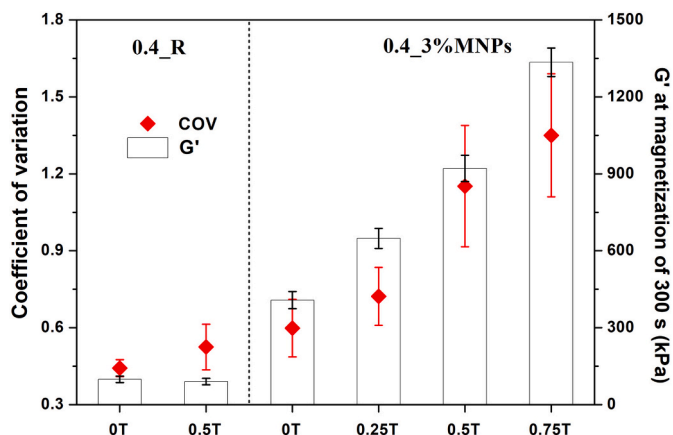 0.4_R
0.4_3%MNPs
COV
G'
Coefficient of variation
1.8
1.5
1.2
0.9
0.6
0.3
G' at magnetization of 300 s (kPa)
1500
1200
900
600
300
0
0T 0.5T 0T 0.25T 0.5T 0.75T